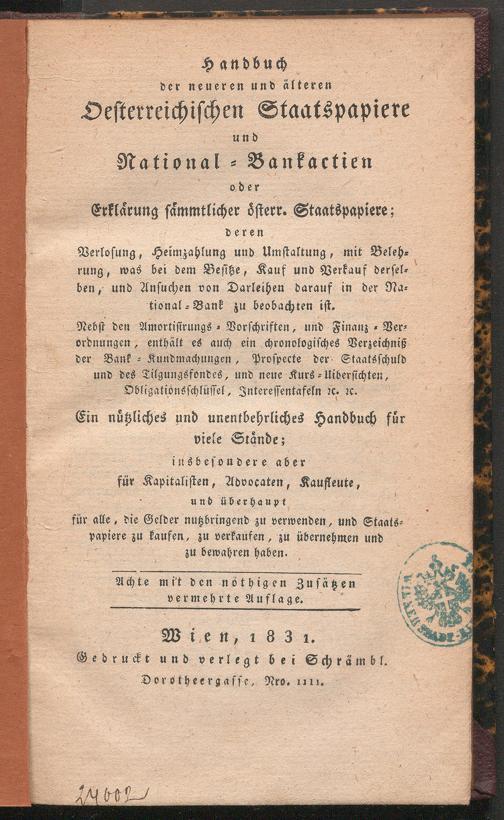 Handbuch
der neueren und älteren
Oesterreichischen Staatspapiere
und
National-Bankactien
oder
Erklärung sämmtlicher österr. Staatspapiere;
deren
Verlosung, Heimzahlung und Umstaltung, mit Beleh-
rung, was bei dem Besitze, Kauf und Verkauf dersel-
ben, und Ansuchen von Darleihen darauf in der Na-
tional-Bank zu beobachten ist.
Nebst den Amortisirungs-Vorschriften, und Finanz-Ver-
ordnungen, enthält es auch ein chronologisches Verzeichniß
der Bank-Kundmachungen, Prospecte der Staatsschuld
und des Tilgungsfondes, und neue Kurs-Uibersichten,
Obligationsschlüssel, Interessentafeln ꝛc. ꝛc.
Ein nützliches und unentbehrliches Handbuch für
viele Stände;
insbesondere aber
für Kapitalisten, Advocaten, Kaufleute,
und überhaupt
für alle, die Gelder nutzbringend zu verwenden, und Staats-
papiere zu kaufen, zu verkaufen, zu übernehmen und
zu bewahren haben.
Achte mit den nöthigen Zusätzen
vermehrte Auflage.
Wien, 1831.
Gedruckt und verlegt bei Schrämbl.
Dorotheergasse, Nro. 1111.
24002